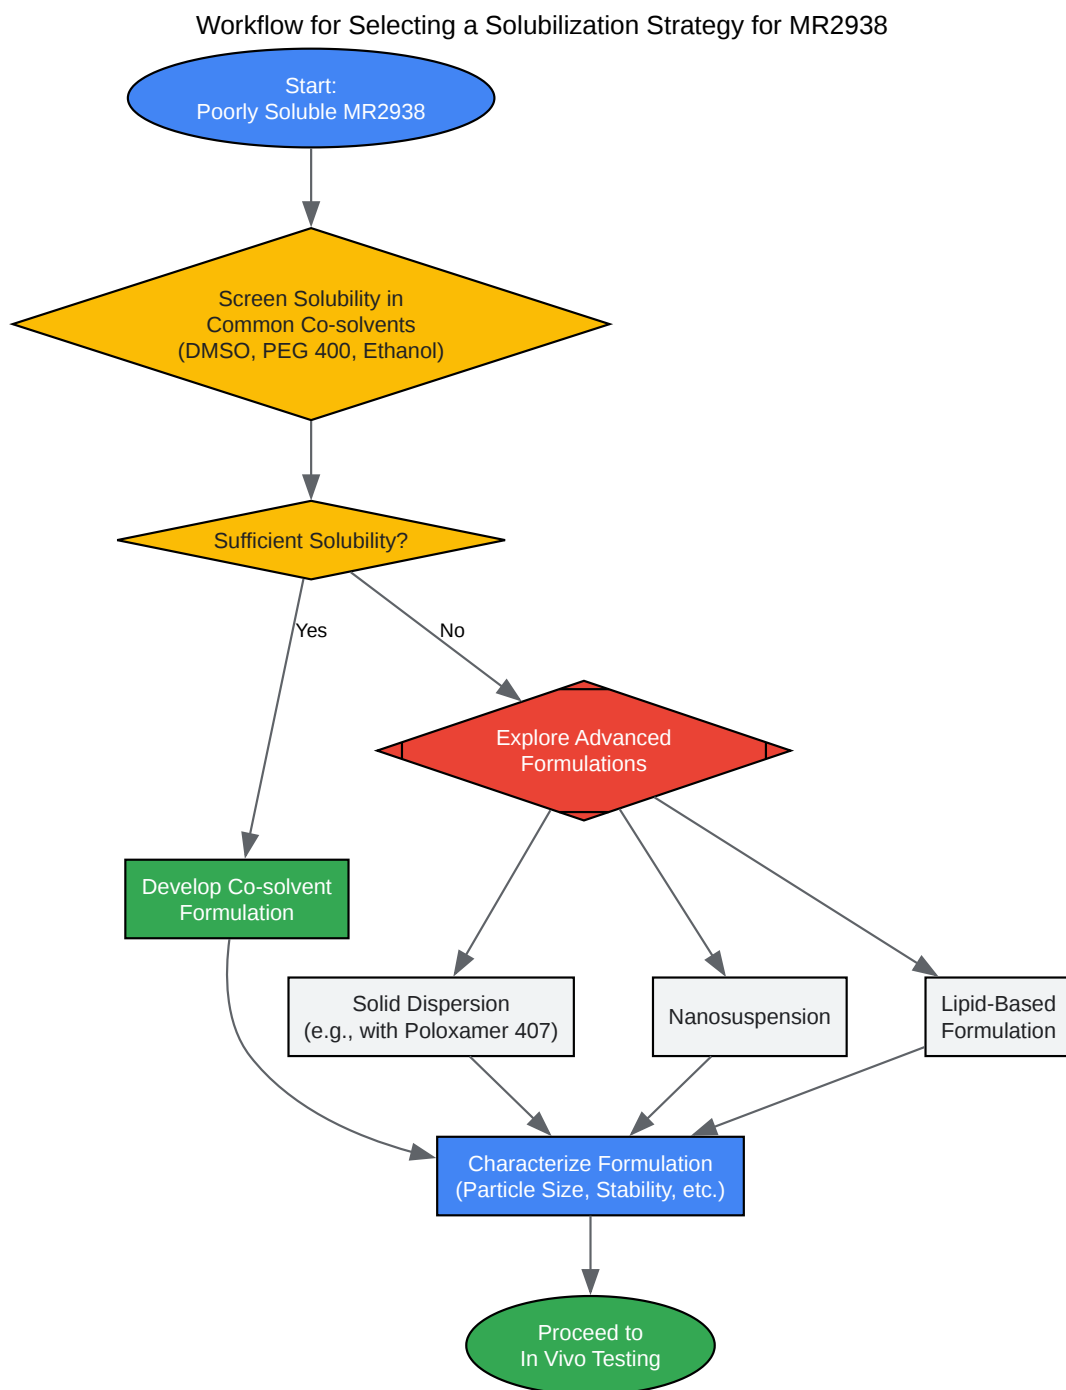 Workflow for Selecting a Solubilization Strategy for MR2938
Start:
Poorly Soluble MR2938
Screen Solubility in
Common Co-solvents
(DMSO, PEG 400, Ethanol)
Sufficient Solubility?
Yes
No
Explore Advanced
Formulations
Develop Co-solvent
Formulation
Solid Dispersion
(e.g., with Poloxamer 407)
Nanosuspension
Lipid-Based
Formulation
Characterize Formulation
(Particle Size, Stability, etc.)
Proceed to
In Vivo Testing